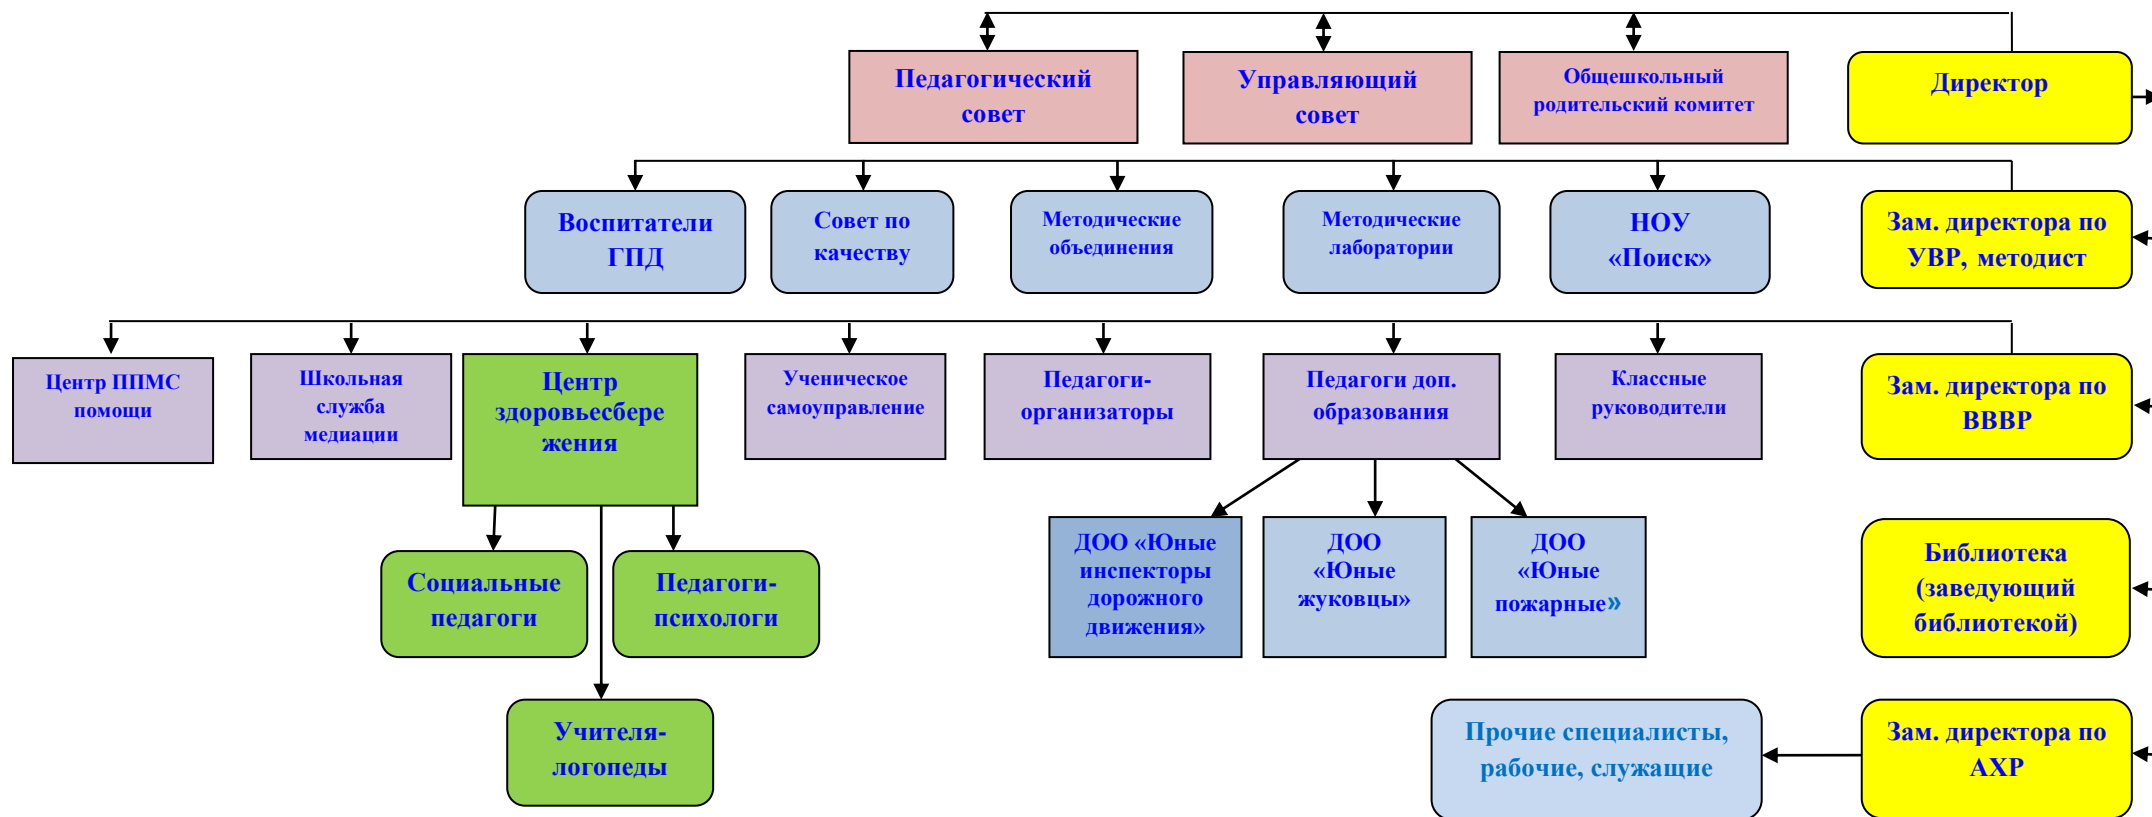 Педагогический
совет
Управляющий
совет
Общешкольный
родительский комитет
Директор
Воспитатели
ГПД
Совет по
качеству
Методические
объединения
Методические
лаборатории
НОУ
«Поиск»
Зам. директора по
УВР, методист
Центр ППМС
помощи
Школьная
служба
медиации
Центр
здоровьесбере
жения
Ученическое
самоуправление
Педагоги-
организаторы
Педагоги доп.
образования
Классные
руководители
Зам. директора по
ВВВР
Социальные
педагоги
Педагоги-
психологи
ДОО «Юные
инспекторы
дорожного
движения»
ДОО
«Юные
жуковцы»
ДОО
«Юные
пожарные»
Библиотека
(заведующий
библиотекой)
Учителя-
логопеды
Прочие специалисты,
рабочие, служащие
Зам. директора по
АХР